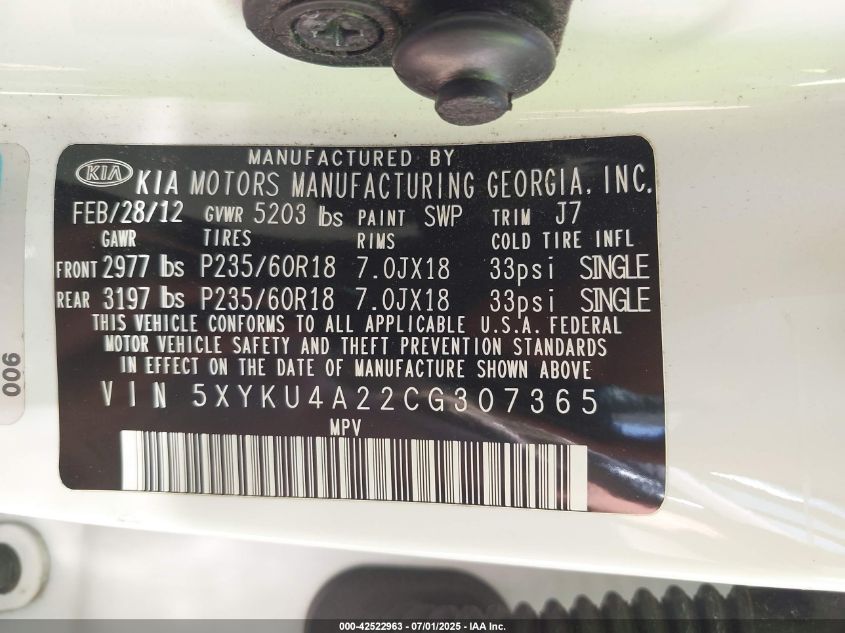 MANUFACTURED BY
KIA KIA MOTORS MANUFACTURING GEORGIA, INC.
FEB/28/12 GVWR 5203 lbs PAINT SWP TRIM J7
GAWR TIRES RIMS COLD TIRE INFL
FRONT 2977 lbs P235/60R18 7.0JX18 33psi SINGLE
REAR 3197 lbs P235/60R18 7.0JX18 33psi SINGLE
THIS VEHICLE CONFORMS TO ALL APPLICABLE U.S.A. FEDERAL
MOTOR VEHICLE SAFETY AND THEFT PREVENTION STANDARDS
IN EFFECT ON THE DATE OF MANUFACTURE SHOWN ABOVE
VIN 5XYKU4A22CG307365
MPV
006
000-42522963 - 07/01/2025 - IAA Inc.